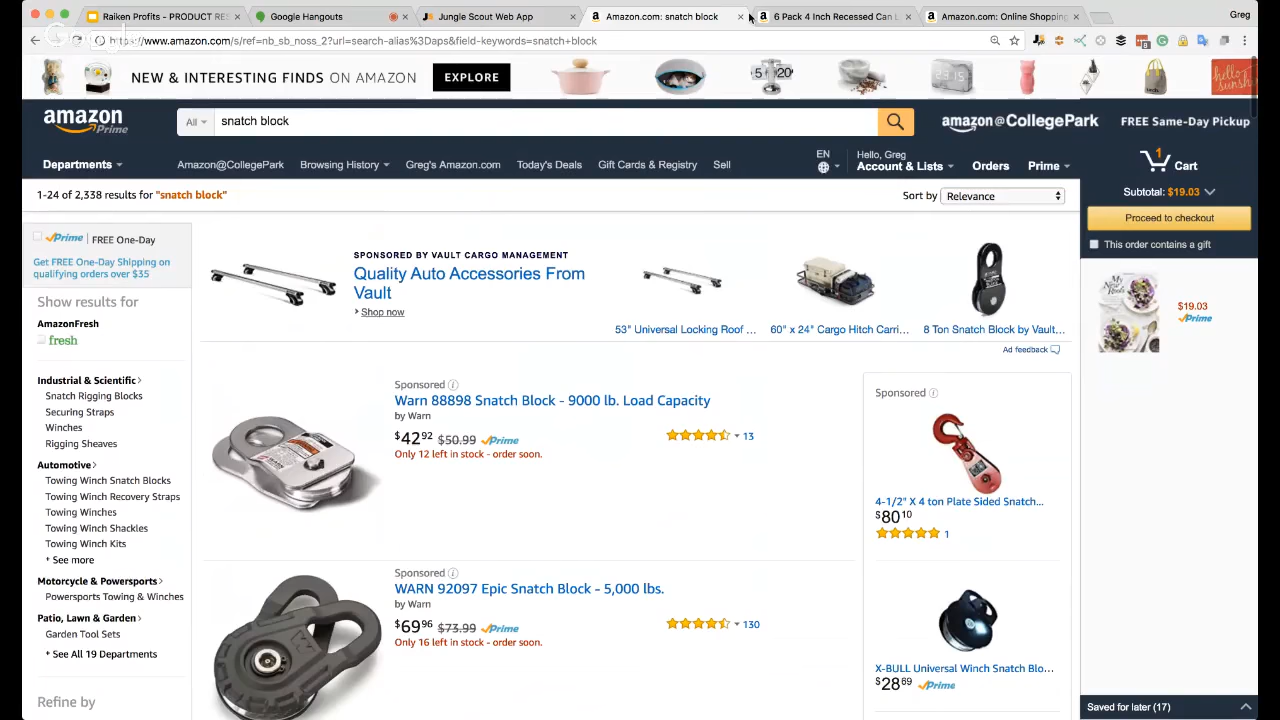 Raiken Profits - PRODUCT RES
Google Hangouts
Jungle Scout Web App
Amazon.com: snatch block
6 Pack 4 Inch Recessed Can L
Amazon.com: Online Shopping
Greg
https://www.amazon.com/s/ref=nb_sb_noss_2?url=search-alias%3Daps&field-keywords=snatch+block
NEW & INTERESTING FINDS ON AMAZON
EXPLORE
hello
amazon Prime
All
snatch block
amazon@CollegePark
FREE Same-Day Pickup
Departments
Amazon@CollegePark
Browsing History
Greg's Amazon.com
Today's Deals
Gift Cards & Registry
Sell
EN
Hello, Greg
Account & Lists
Orders
Prime
1
Cart
1-24 of 2,338 results for "snatch block"
Sort by
Relevance
Subtotal: $19.03
Proceed to checkout
This order contains a gift
$19.03
Prime
Prime | FREE One-Day
Get FREE One-Day Shipping on
qualifying orders over $35
Show results for
AmazonFresh
fresh
Industrial & Scientific
Snatch Rigging Blocks
Securing Straps
Winches
Rigging Sheaves
Automotive
Towing Winch Snatch Blocks
Towing Winch Recovery Straps
Towing Winches
Towing Winch Shackles
Towing Winch Kits
+ See more
Motorcycle & Powersports
Powersports Towing & Winches
Patio, Lawn & Garden
Garden Tool Sets
+ See All 19 Departments
Refine by
SPONSORED BY VAULT CARGO MANAGEMENT
Quality Auto Accessories From
Vault
Shop now
53" Universal Locking Roof ...
60" x 24" Cargo Hitch Carri...
8 Ton Snatch Block by Vault...
Ad feedback
Sponsored
Warn 88898 Snatch Block - 9000 lb. Load Capacity
by Warn
$42 92 $50.99 Prime
13
Only 12 left in stock - order soon.
Sponsored
WARN 92097 Epic Snatch Block - 5,000 lbs.
by Warn
$69 96 $73.99 Prime
130
Only 16 left in stock - order soon.
Sponsored
4-1/2" X 4 ton Plate Sided Snatch...
$80 10
1
X-BULL Universal Winch Snatch Blo...
$28 69 Prime
Saved for later (17)